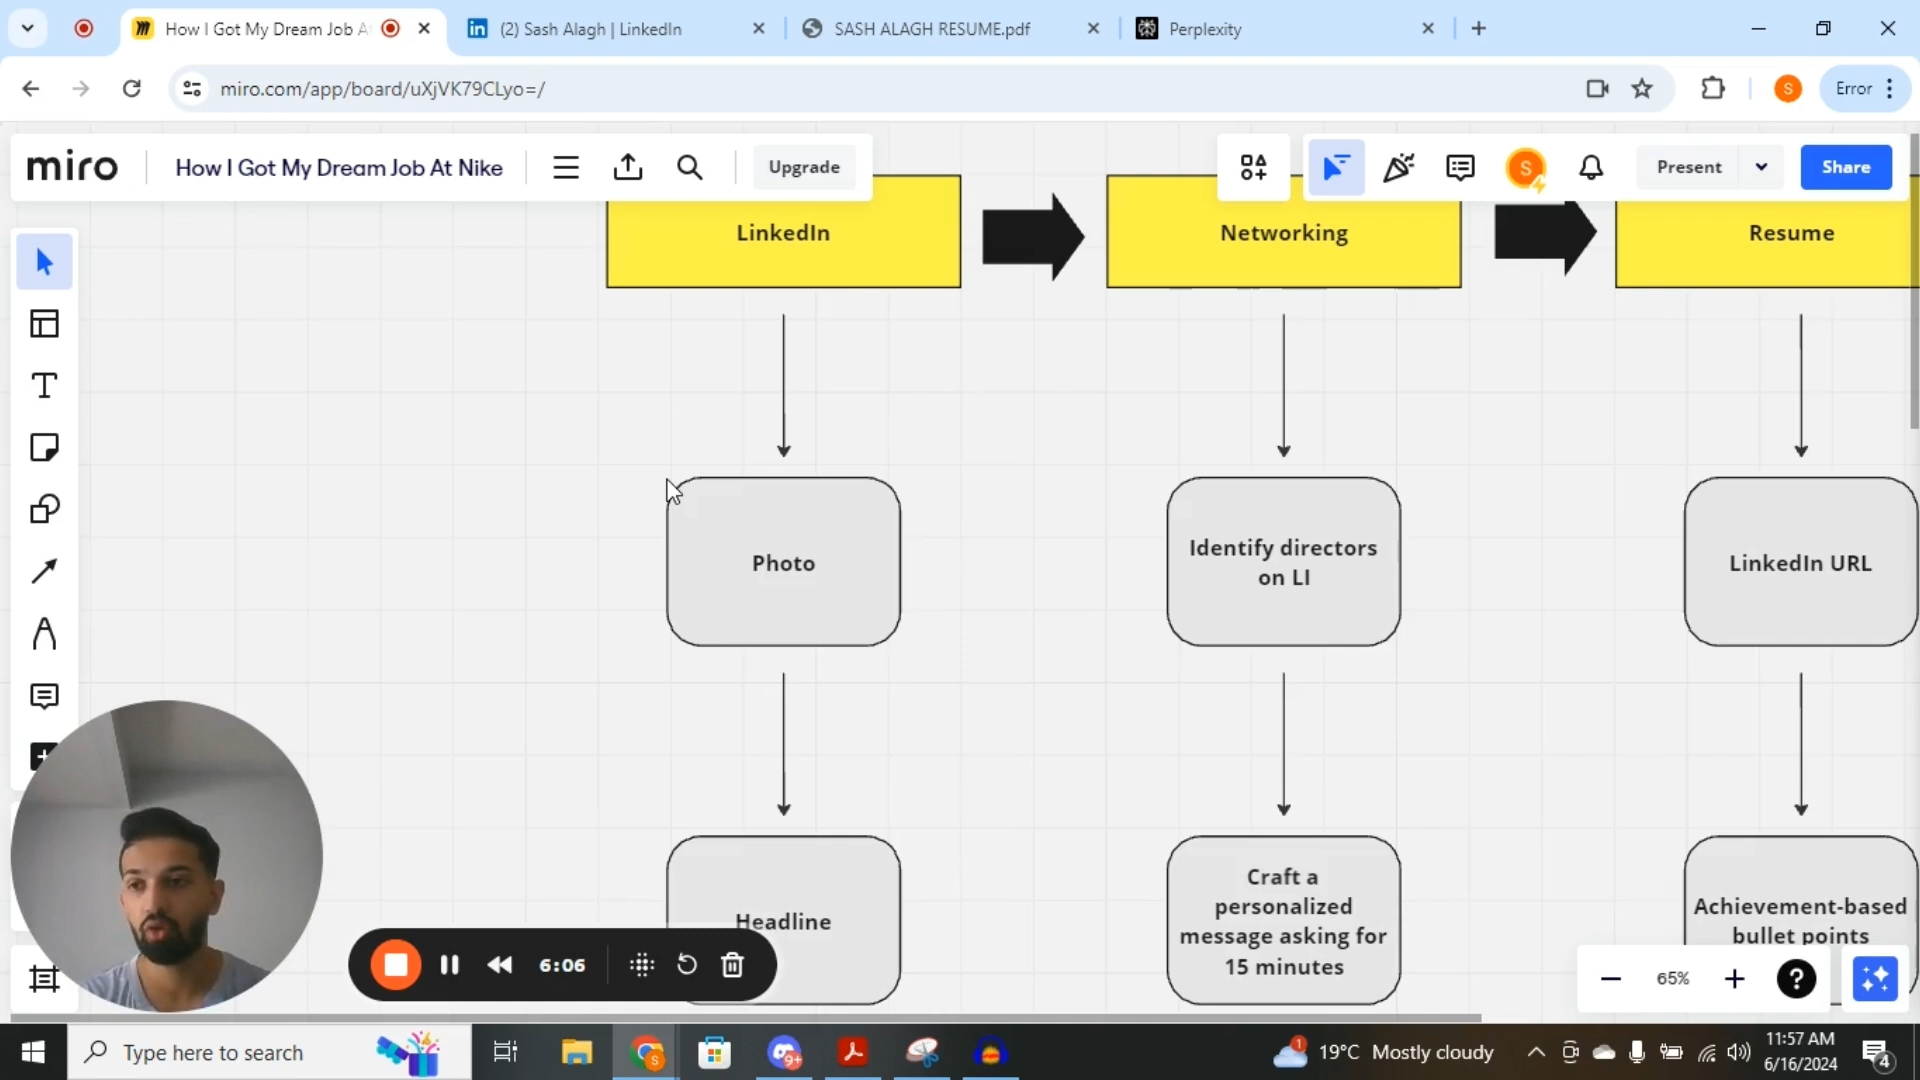 How I Got My Dream Job A
(2) Sash Alagh | LinkedIn
SASH ALAGH RESUME.pdf
Perplexity
miro.com/app/board/uXjVK79CLyo=/
S
Error
miro
How I Got My Dream Job At Nike
Upgrade
S
Present
Share
LinkedIn
Networking
Resume
Photo
Identify directors
on LI
LinkedIn URL
Headline
Craft a
personalized
message asking for
15 minutes
Achievement-based
bullet points
6:06
65%
?
Type here to search
S
9+
1
19°C Mostly cloudy
11:57 AM
6/16/2024
4